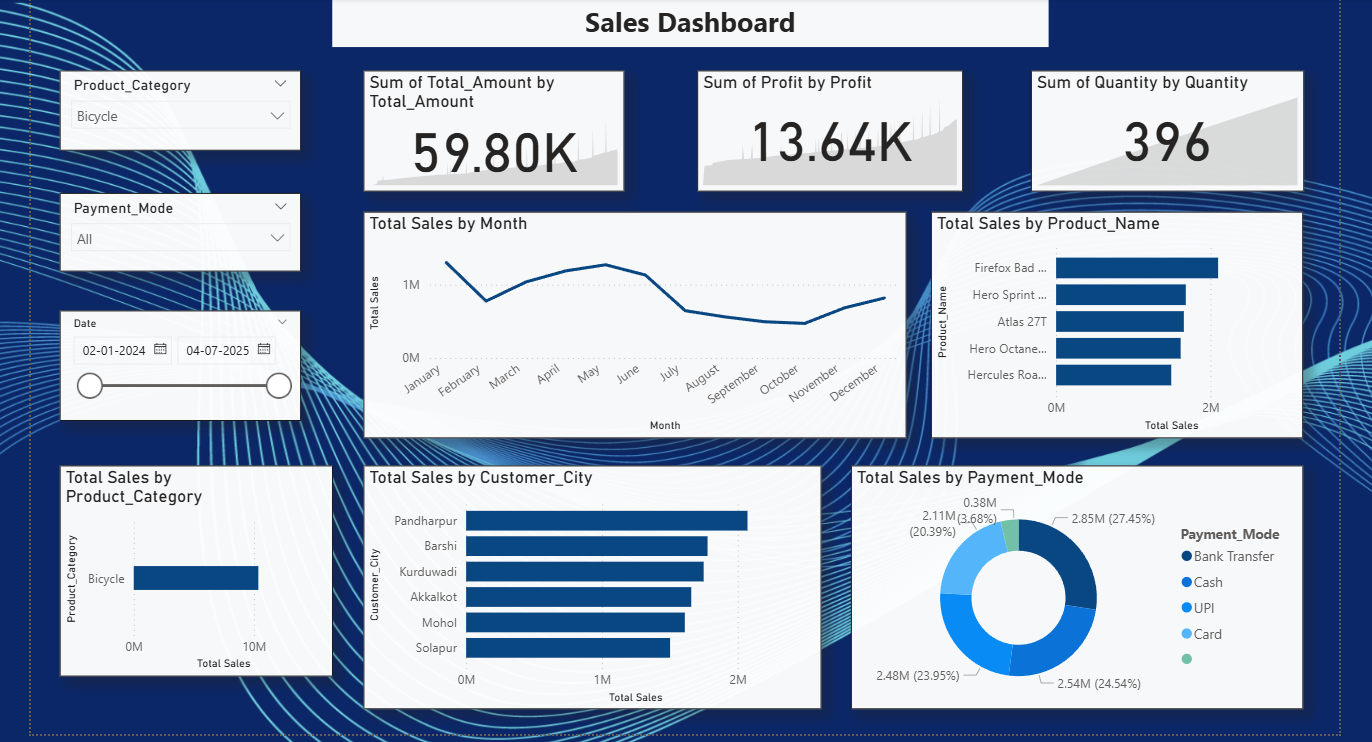 Sales Dashboard
Product_Category
Bicycle
Sum of Total_Amount by
Total_Amount
59.80K
Sum of Profit by Profit
13.64K
Sum of Quantity by Quantity
396
Payment_Mode
All
Date
02-01-2024
04-07-2025
Total Sales by Month
Total Sales
1M
0M
January
February
March
April
May
June
July
August
September
October
November
December
Month
Total Sales by Product_Name
Product_Name
Firefox Bad ...
Hero Sprint ...
Atlas 27T
Hero Octane...
Hercules Roa...
0M
2M
Total Sales
Total Sales by
Product_Category
Product_Category
Bicycle
0M
10M
Total Sales
Total Sales by Customer_City
Customer_City
Pandharpur
Barshi
Kurduwadi
Akkalkot
Mohol
Solapur
0M
1M
2M
Total Sales
Total Sales by Payment_Mode
0.38M
(3.68%)
2.11M
(20.39%)
2.85M (27.45%)
2.48M (23.95%)
2.54M (24.54%)
Payment_Mode
Bank Transfer
Cash
UPI
Card